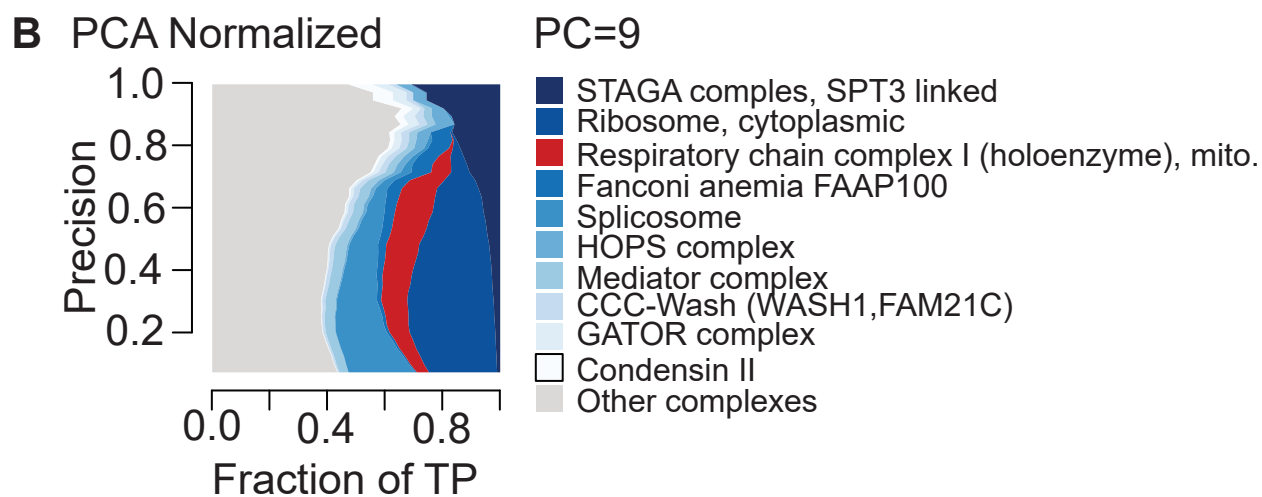 B PCA Normalized PC=9
Precision
1.0
0.8
0.6
0.4
0.2
0.0 0.4 0.8
Fraction of TP
STAGA comples, SPT3 linked
Ribosome, cytoplasmic
Respiratory chain complex I (holoenzyme), mito.
Fanconi anemia FAAP100
Splicosome
HOPS complex
Mediator complex
CCC-Wash (WASH1,FAM21C)
GATOR complex
Condensin II
Other complexes